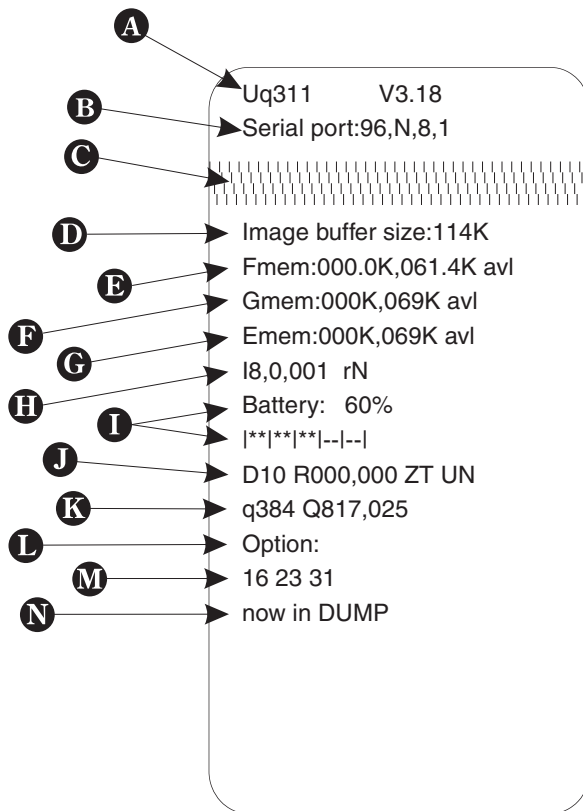 A
Uq311 V3.18
B
Serial port:96,N,8,1
C
D
Image buffer size:114K
E
Fmem:000.0K,061.4K avl
F
Gmem:000K,069K avl
G
Emem:000K,069K avl
H
I8,0,001 rN
I
Battery: 60%
|**|**|**|--|--|
J
D10 R000,000 ZT UN
K
q384 Q817,025
L
Option:
M
16 23 31
N
now in DUMP